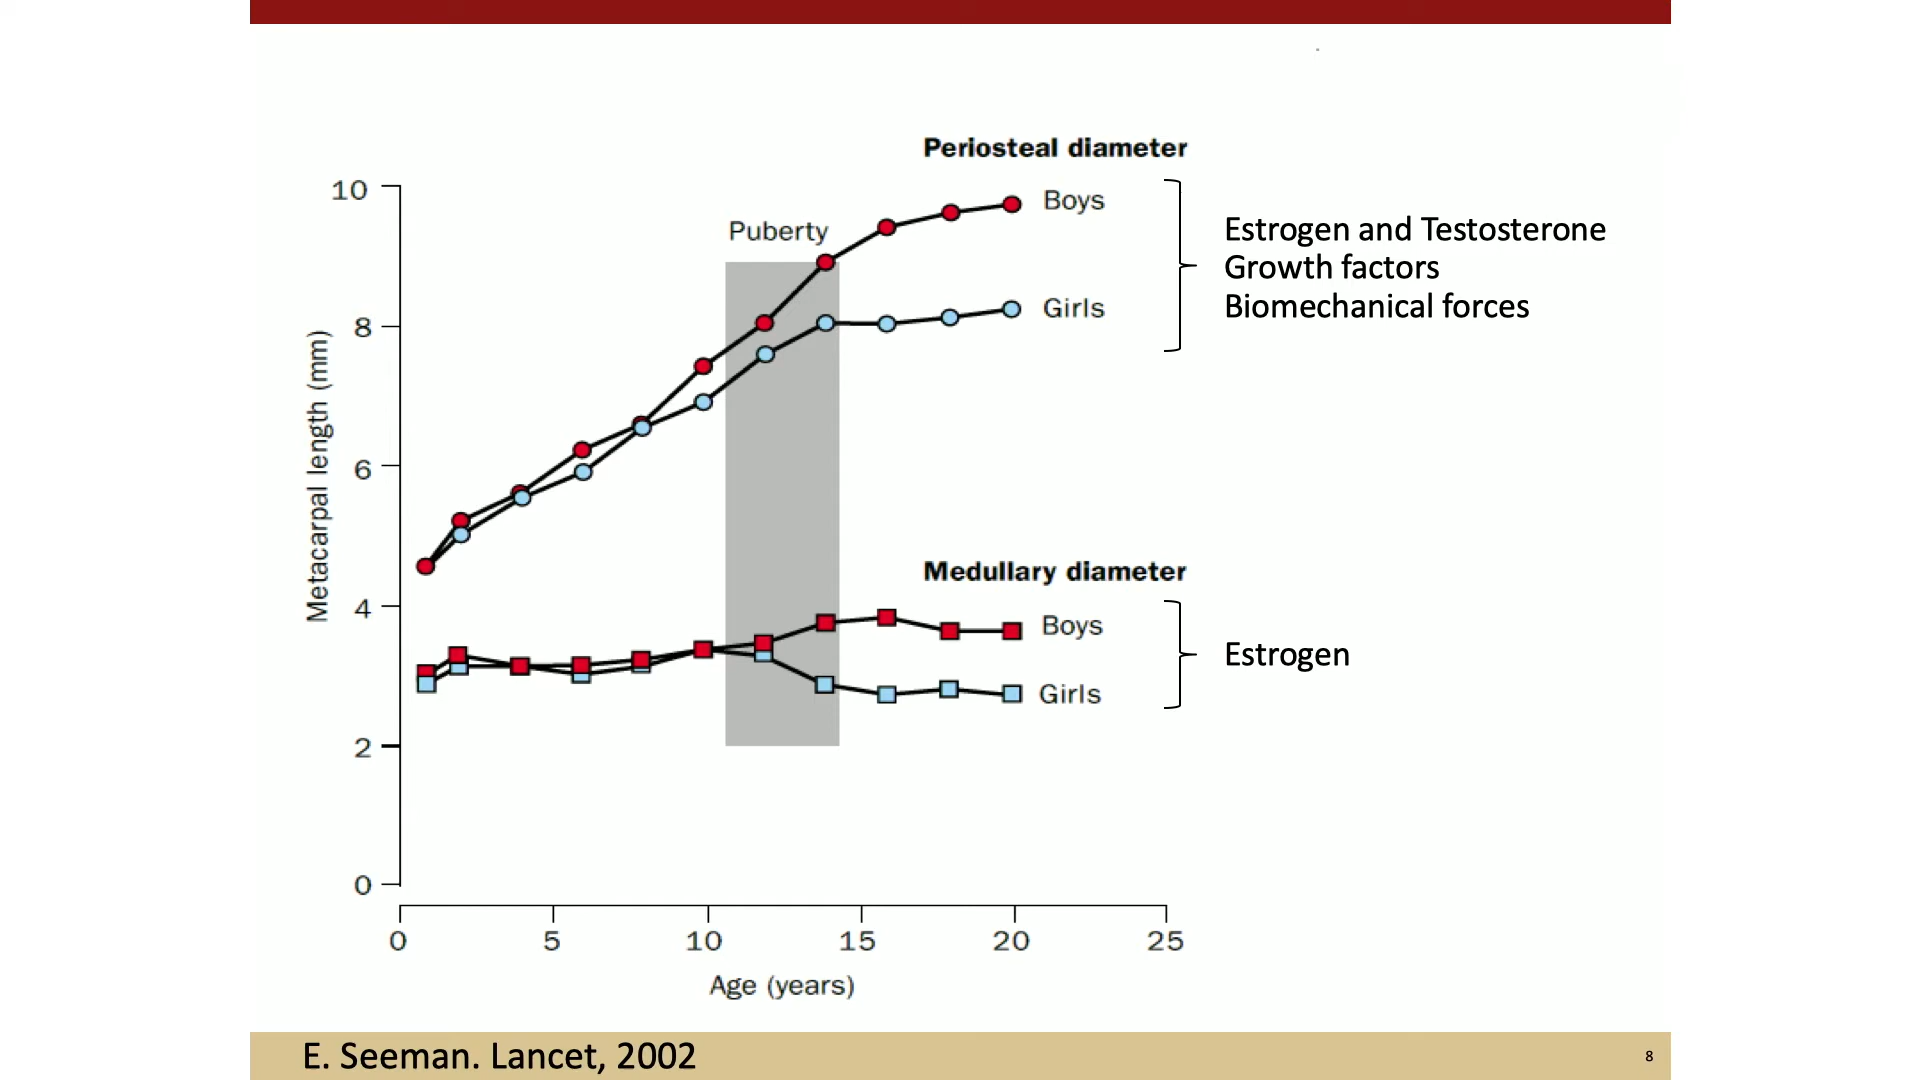 Periosteal diameter
10
Boys
Puberty
Estrogen and Testosterone
Growth factors
Biomechanical forces
Girls
8
Metacarpal length (mm)
6
Medullary diameter
4
Boys
Estrogen
Girls
2
0
0 5 10 15 20 25
Age (years)
E. Seeman. Lancet, 2002
8